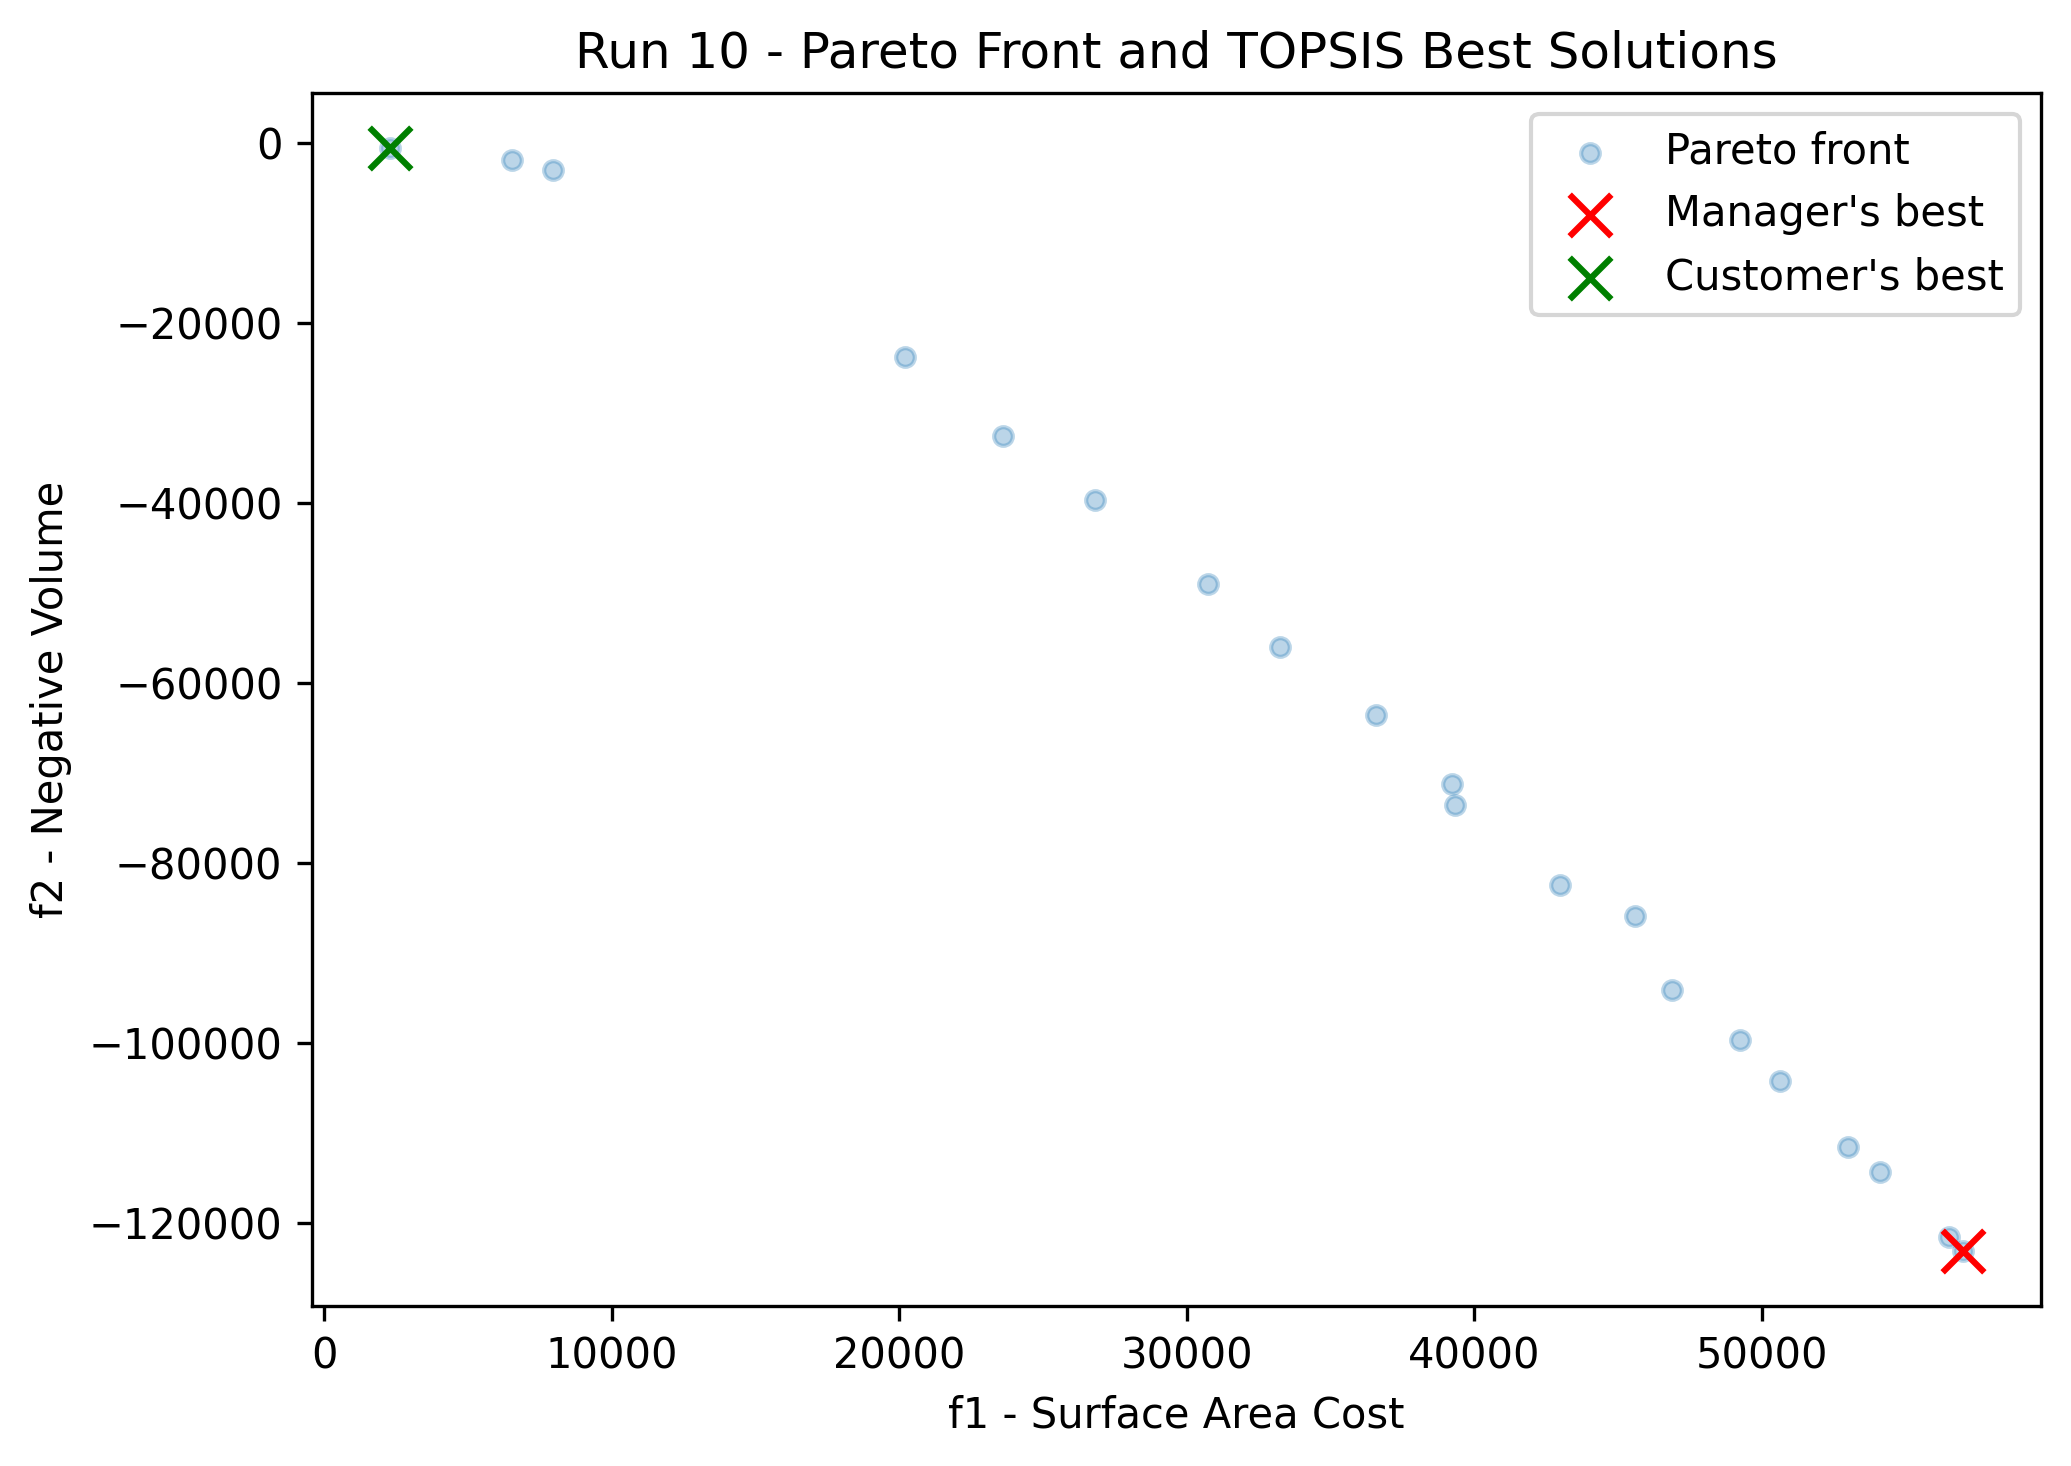 Run 10 - Pareto Front and TOPSIS Best Solutions
Pareto front
Manager's best
Customer's best
0
−20000
−40000
−60000
−80000
−100000
−120000
f2 - Negative Volume
0 10000 20000 30000 40000 50000
f1 - Surface Area Cost